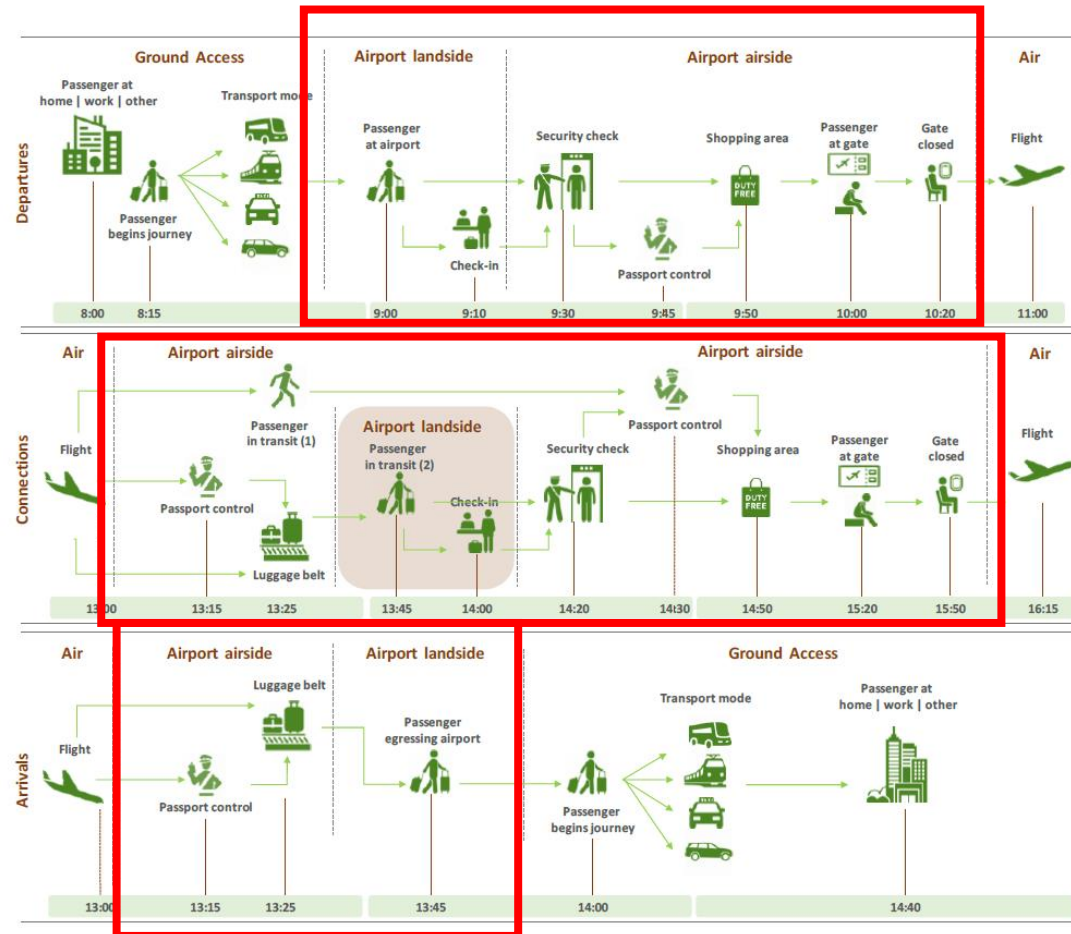 Ground Access
Airport landside
Airport airside
Air
Departures
Passenger at
home | work | other
Transport mode
Passenger
begins journey
Passenger
at airport
Check-in
Security check
Passport control
Shopping area
DUTY
FREE
Passenger
at gate
Gate
closed
Flight
8:00
8:15
9:00
9:10
9:30
9:45
9:50
10:00
10:20
11:00
Air
Airport airside
Airport airside
Air
Connections
Flight
Passenger
in transit (1)
Passport control
Luggage belt
Airport landside
Passenger
in transit (2)
Check-in
Security check
Passport control
Shopping area
DUTY
FREE
Passenger
at gate
Gate
closed
Flight
13:00
13:15
13:25
13:45
14:00
14:20
14:30
14:50
15:20
15:50
16:15
Air
Airport airside
Airport landside
Ground Access
Arrivals
Flight
Passport control
Luggage belt
Passenger
egressing airport
Passenger
begins journey
Transport mode
Passenger at
home | work | other
13:00
13:15
13:25
13:45
14:00
14:40